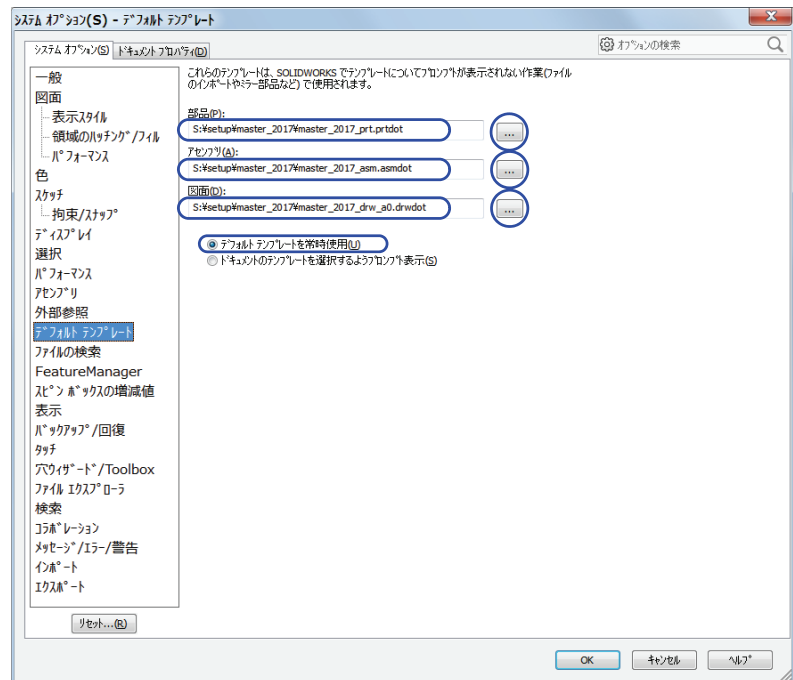 ｼｽﾃﾑ ｵﾌﾟｼｮﾝ(S) - ﾃﾞﾌｫﾙﾄ ﾃﾝﾌﾟﾚｰﾄ
ｼｽﾃﾑ ｵﾌﾟｼｮﾝ(S) ﾄﾞｷｭﾒﾝﾄ ﾌﾟﾛﾊﾟﾃｨ(D)
ｵﾌﾟｼｮﾝの検索
一般
図面
表示ｽﾀｲﾙ
領域のﾊｯﾁﾝｸﾞ/ﾌｨﾙ
ﾊﾟﾌｫｰﾏﾝｽ
色
ｽｹｯﾁ
拘束/ｽﾅｯﾌﾟ
ﾃﾞｨｽﾌﾟﾚｲ
選択
ﾊﾟﾌｫｰﾏﾝｽ
ｱｾﾝﾌﾞﾘ
外部参照
ﾃﾞﾌｫﾙﾄ ﾃﾝﾌﾟﾚｰﾄ
ﾌｧｲﾙの検索
FeatureManager
ｽﾋﾟﾝ ﾎﾞｯｸｽの増減値
表示
ﾊﾞｯｸｱｯﾌﾟ/回復
ﾀｯﾁ
穴ｳｨｻﾞｰﾄﾞ/Toolbox
ﾌｧｲﾙ ｴｸｽﾌﾟﾛｰﾗ
検索
ｺﾗﾎﾞﾚｰｼｮﾝ
ﾒｯｾｰｼﾞ/ｴﾗｰ/警告
ｲﾝﾎﾟｰﾄ
ｴｸｽﾎﾟｰﾄ
ﾘｾｯﾄ...(R)
これらのﾃﾝﾌﾟﾚｰﾄは、SOLIDWORKS でﾃﾝﾌﾟﾚｰﾄについてﾌﾟﾛﾝﾌﾟﾄが表示されない作業(ﾌｧｲﾙ
のｲﾝﾎﾟｰﾄやﾐﾗｰ部品など) で使用されます。
部品(P):
S:¥setup¥master_2017¥master_2017_prt.prtdot
...
ｱｾﾝﾌﾞﾘ(A):
S:¥setup¥master_2017¥master_2017_asm.asmdot
...
図面(D):
S:¥setup¥master_2017¥master_2017_drw_a0.drwdot
...
ﾃﾞﾌｫﾙﾄ ﾃﾝﾌﾟﾚｰﾄを常時使用(U)
ﾄﾞｷｭﾒﾝﾄのﾃﾝﾌﾟﾚｰﾄを選択するようﾌﾟﾛﾝﾌﾟﾄ表示(S)
OK
ｷｬﾝｾﾙ
ﾍﾙﾌﾟ